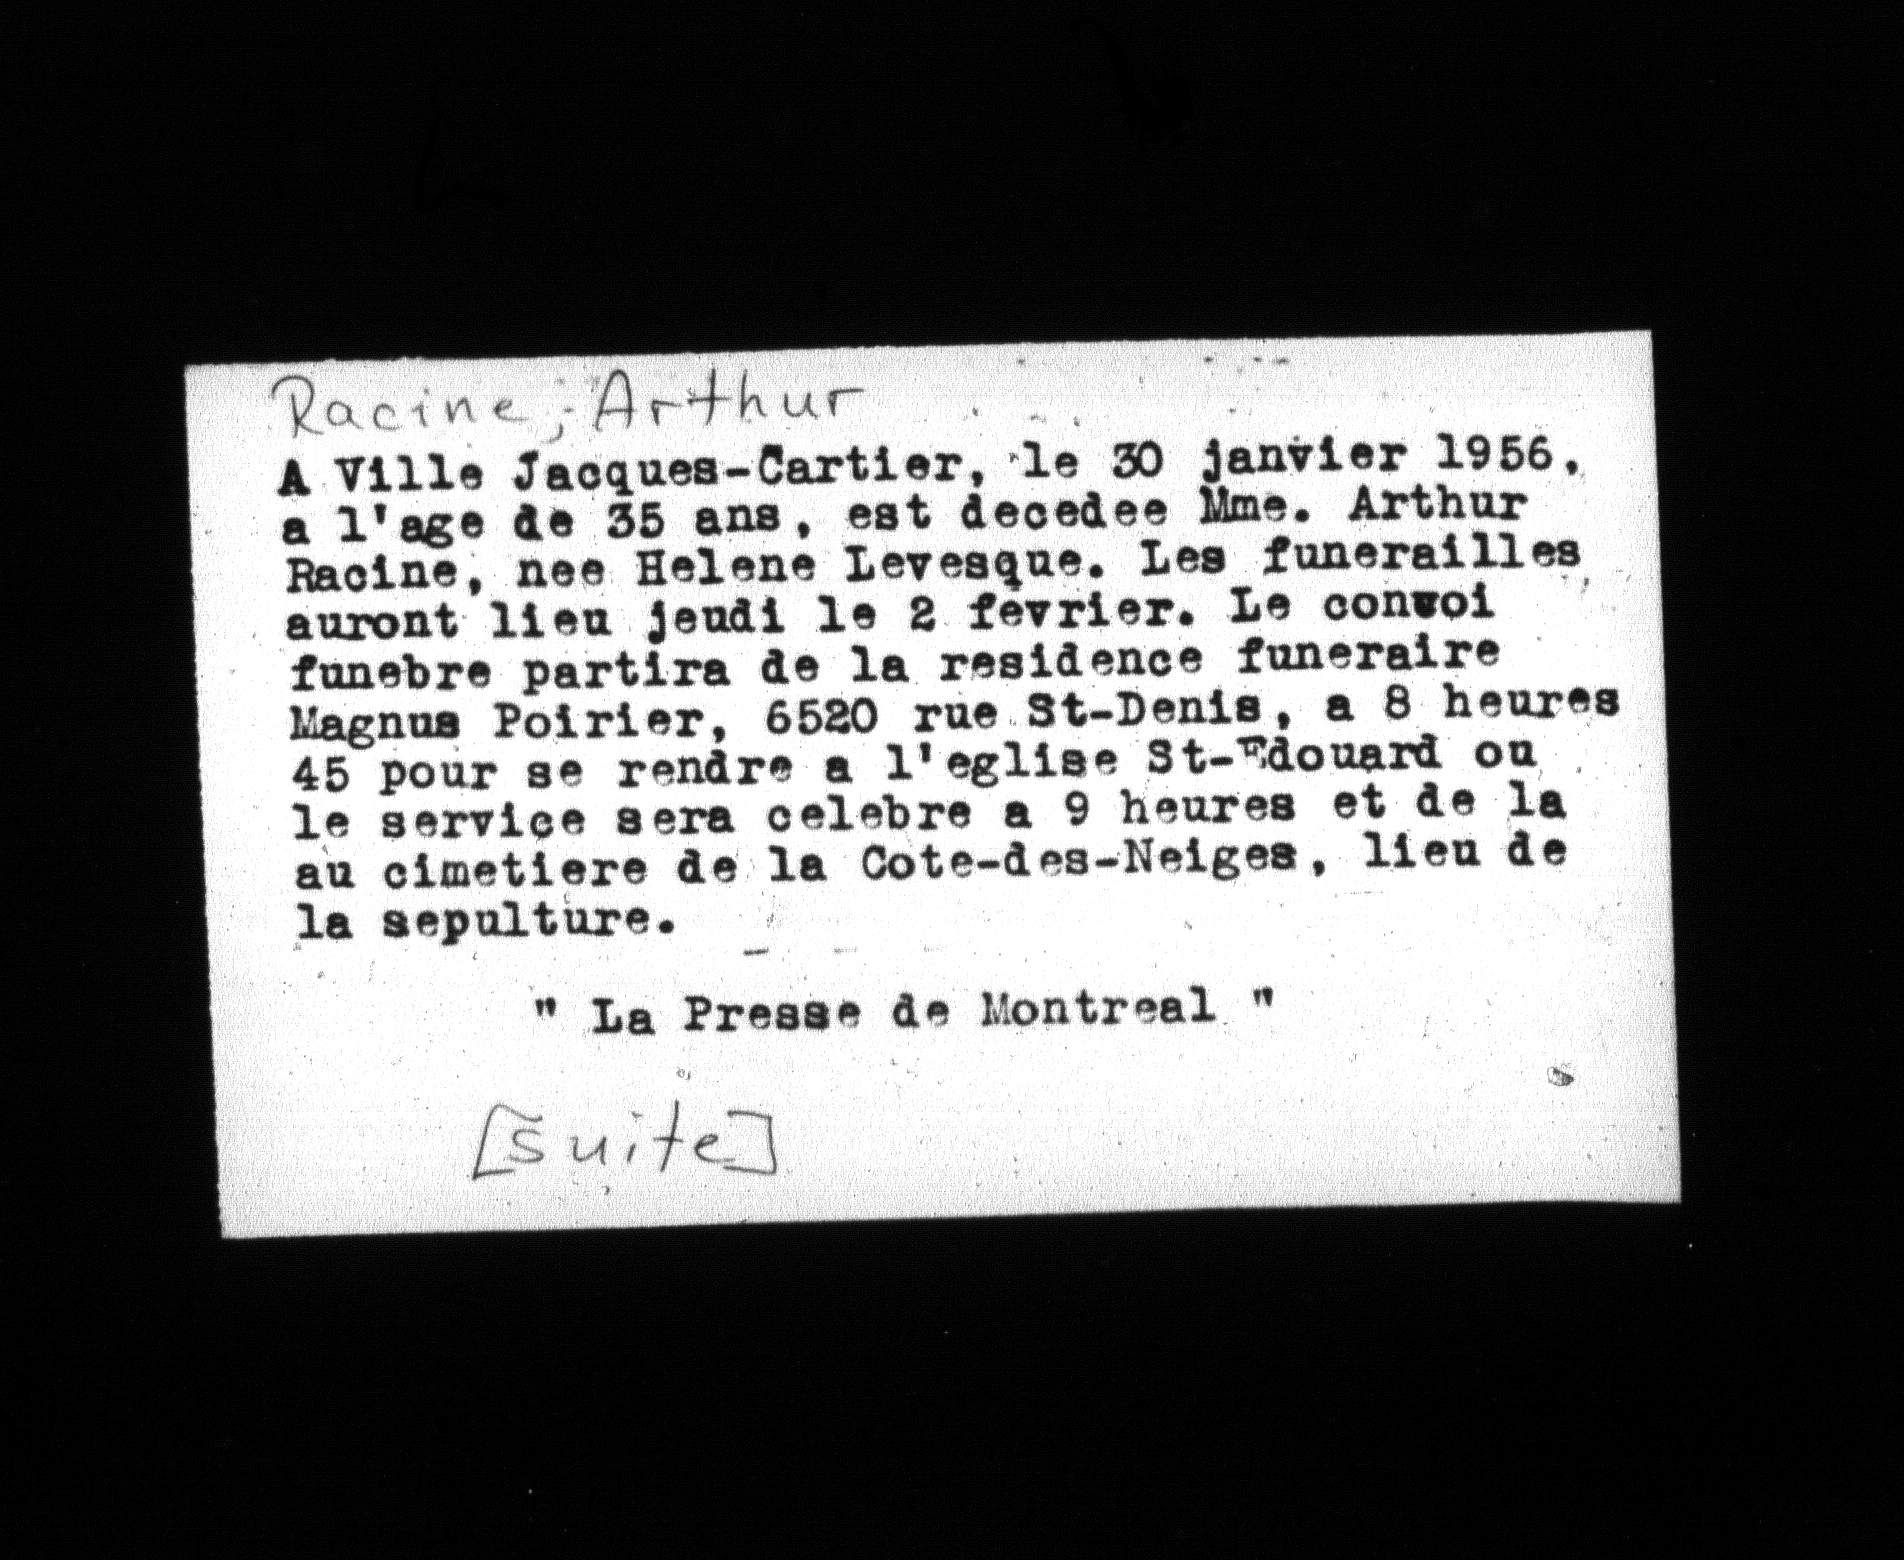 Racine, Arthur
A Ville Jacques-Cartier, le 30 janvier 1956,
a l'age de 35 ans, est decedee Mme. Arthur
Racine, nee Helene Levesque. Les funerailles
auront lieu jeudi le 2 fevrier. Le convoi
funebre partira de la residence funeraire
Magnus Poirier, 6520 rue St-Denis, a 8 heures
45 pour se rendre a l'eglise St-Edouard ou
le service sera celebre a 9 heures et de la
au cimetiere de la Cote-des-Neiges, lieu de
la sepulture.
" La Presse de Montreal "
[suite]